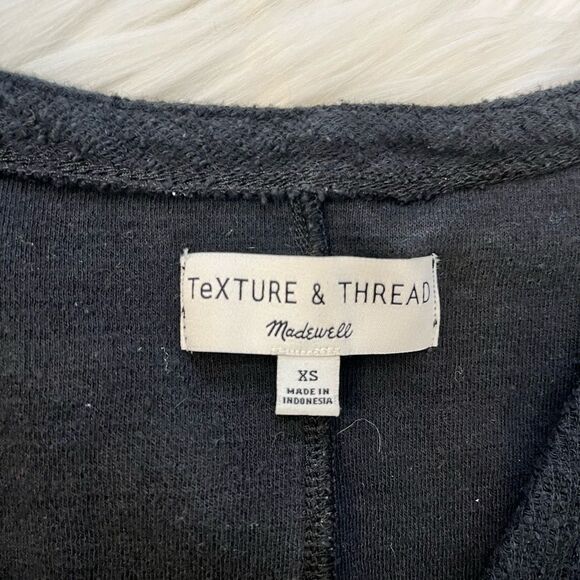 TeXTURE & THREAD
Madewell
XS
MADE IN
INDONESIA